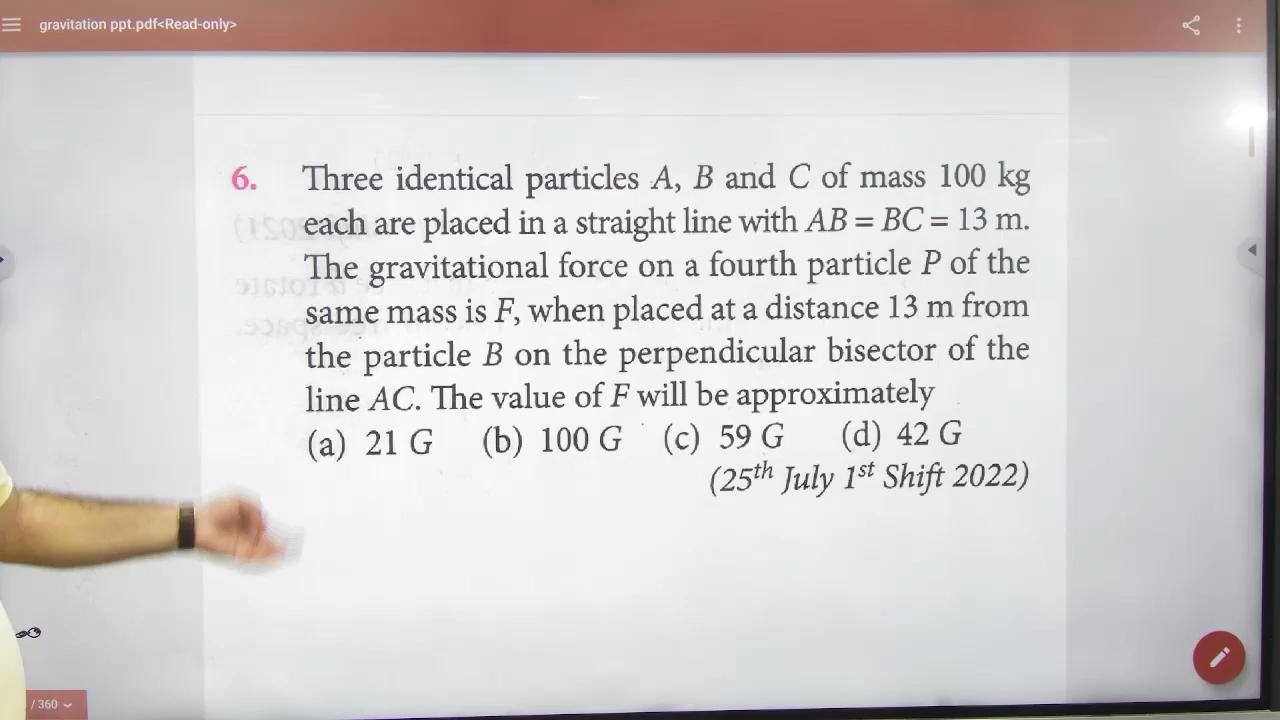 gravitation ppt.pdf<Read-only>
6. Three identical particles A, B and C of mass 100 kg
each are placed in a straight line with AB = BC = 13 m.
The gravitational force on a fourth particle P of the
same mass is F, when placed at a distance 13 m from
the particle B on the perpendicular bisector of the
line AC. The value of F will be approximately
(a) 21 G (b) 100 G (c) 59 G (d) 42 G
(25th July 1st Shift 2022)
/ 360